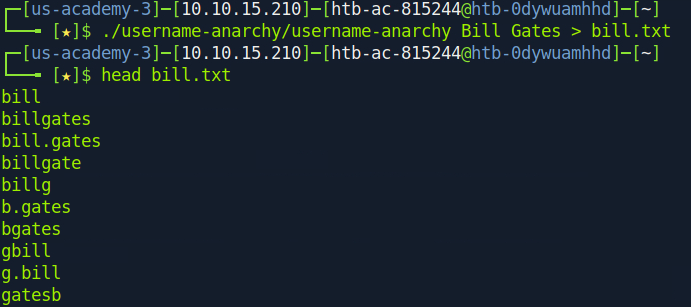 ┌─[us-academy-3]─[10.10.15.210]─[htb-ac-815244@htb-0dywuamhhd]─[~]
└──╼ [★]$ ./username-anarchy/username-anarchy Bill Gates > bill.txt
┌─[us-academy-3]─[10.10.15.210]─[htb-ac-815244@htb-0dywuamhhd]─[~]
└──╼ [★]$ head bill.txt
bill
billgates
bill.gates
billgate
billg
b.gates
bgates
gbill
g.bill
gatesb